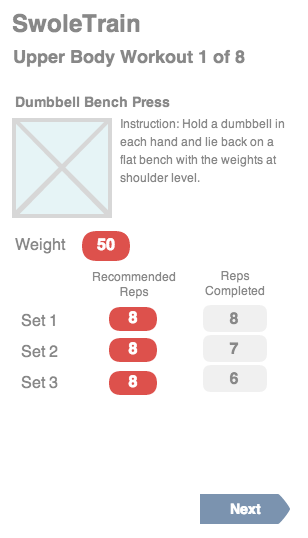 SwoleTrain
Upper Body Workout 1 of 8
Dumbbell Bench Press
Instruction: Hold a dumbbell in
each hand and lie back on a
flat bench with the weights at
shoulder level.
Weight 50
Recommended Reps
Reps Completed
Set 1 8 8
Set 2 8 7
Set 3 8 6
Next